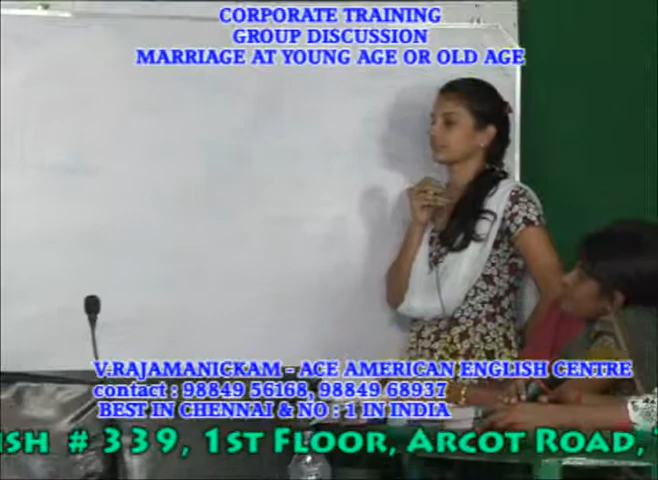 CORPORATE TRAINING
GROUP DISCUSSION
MARRIAGE AT YOUNG AGE OR OLD AGE
V-RAJAMANICKAM - ACE AMERICAN ENGLISH CENTRE
contact : 98849 56168, 98849 68937
BEST IN CHENNAI & NO : 1 IN INDIA
ISH # 339, 1ST FLOOR, ARCOT ROAD,